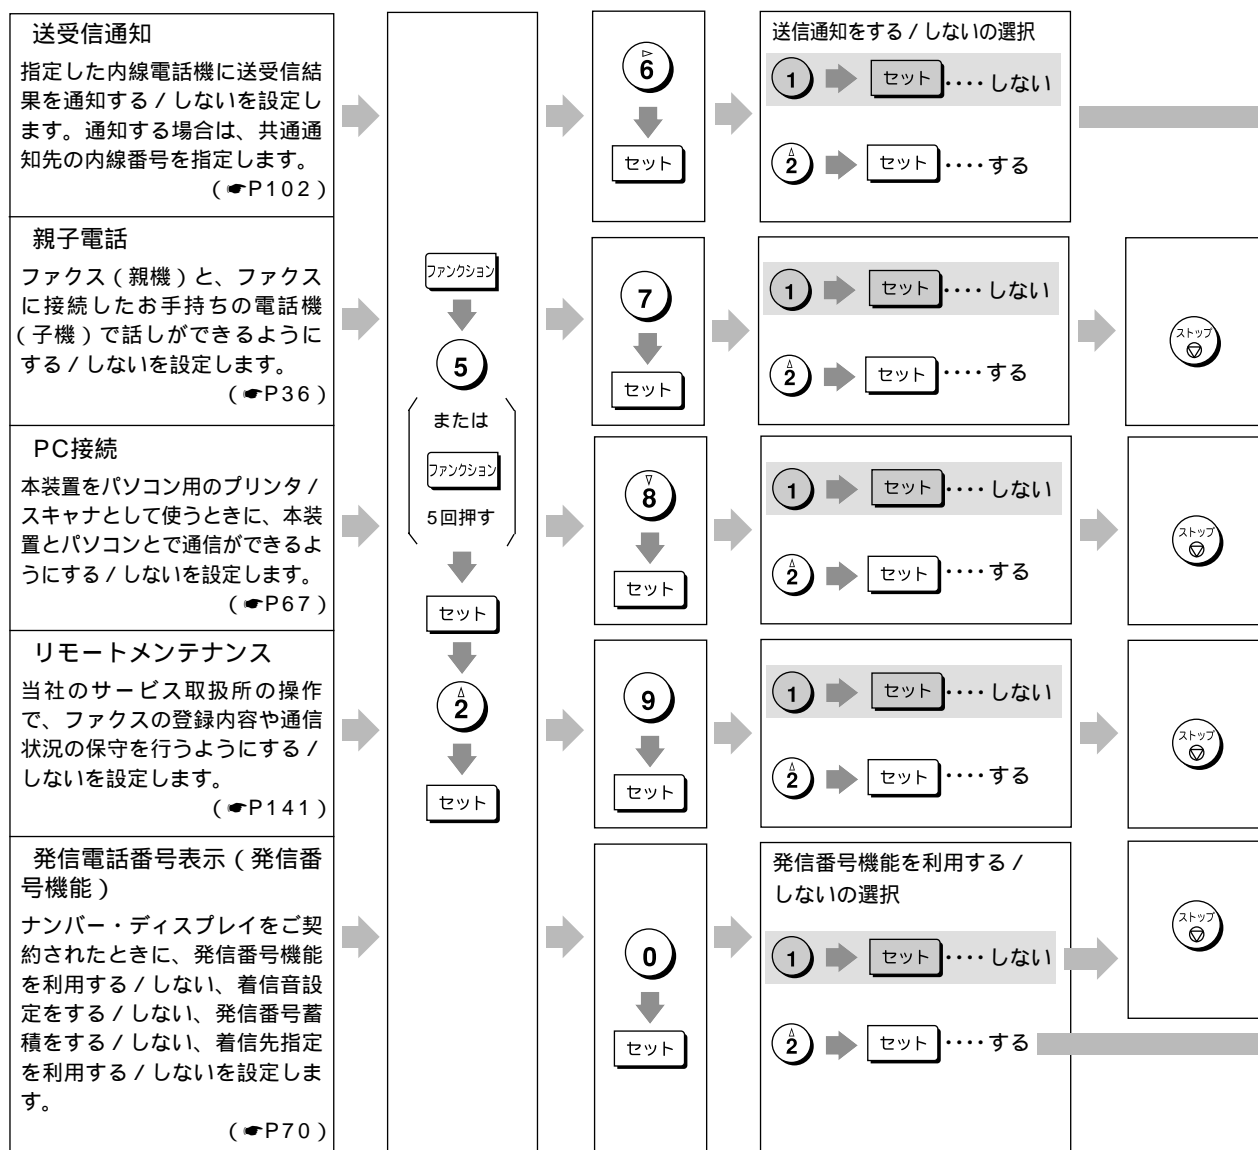 送受信通知
指定した内線電話機に送受信結
果を通知する / しないを設定し
ます。通知する場合は、共通通
知先の内線番号を指定します。
(☛P102)
親子電話
ファクス ( 親機 ) と、ファクス
に接続したお手持ちの電話機
( 子機 ) で話しができるように
する / しないを設定します。
(☛P36)
PC接続
本装置をパソコン用のプリンタ /
スキャナとして使うときに、本装
置とパソコンとで通信ができるよ
うにする / しないを設定します。
(☛P67)
リモートメンテナンス
当社のサービス取扱所の操作
で、ファクスの登録内容や通信
状況の保守を行うようにする /
しないを設定します。
(☛P141)
発信電話番号表示 ( 発信番
号機能 )
ナンバー・ディスプレイをご契
約されたときに、発信番号機能
を利用する / しない、着信音設
定をする / しない、発信番号蓄
積をする / しない、着信先指定
を利用する / しないを設定しま
す。
(☛P70)
ファンクション
5
または
ファンクション
5回押す
セット
2
セット
6
セット
送信通知をする / しないの選択
1 セット ････ しない
2 セット ････ する
7
セット
1 セット ････ しない
2 セット ････ する
ストップ
8
セット
1 セット ････ しない
2 セット ････ する
ストップ
9
セット
1 セット ････ しない
2 セット ････ する
ストップ
0
セット
発信番号機能を利用する /
しないの選択
1 セット ････ しない
2 セット ････ する
ストップ